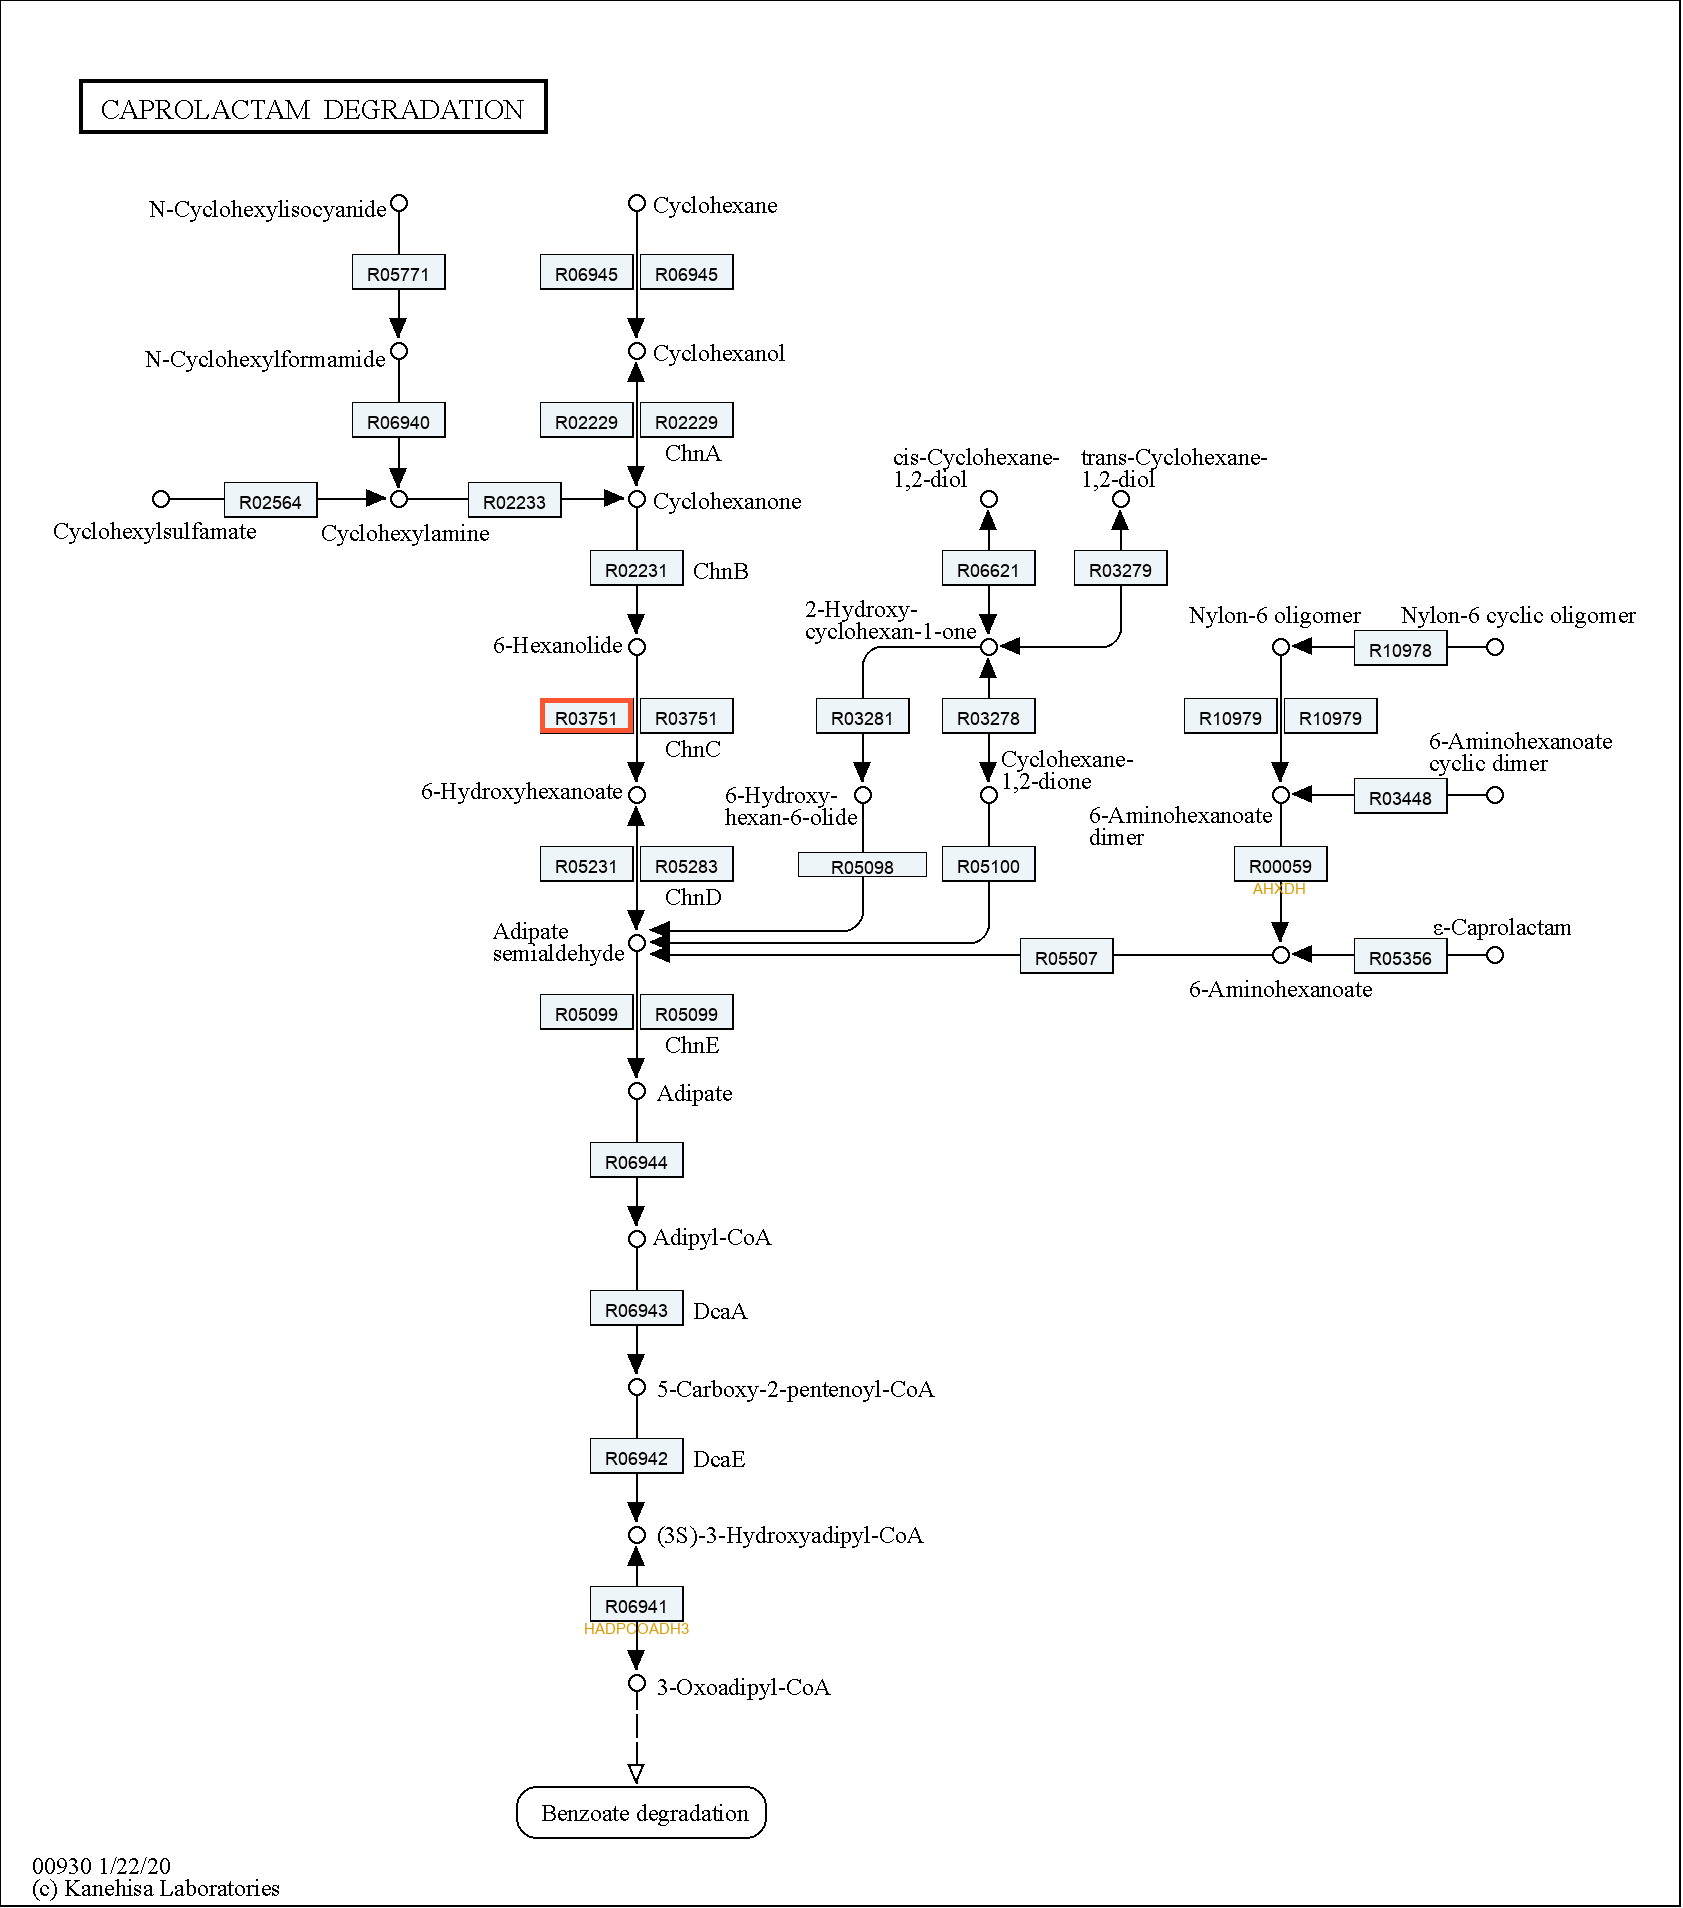 CAPROLACTAM DEGRADATION
N-Cyclohexylisocyanide
Cyclohexane
R05771
R06945
R06945
N-Cyclohexylformamide
Cyclohexanol
R06940
R02229
R02229
ChnA
cis-Cyclohexane-
1,2-diol
trans-Cyclohexane-
1,2-diol
R02564
R02233
Cyclohexanone
Cyclohexylsulfamate
Cyclohexylamine
R02231
ChnB
R06621
R03279
2-Hydroxy-
cyclohexan-1-one
Nylon-6 oligomer
Nylon-6 cyclic oligomer
6-Hexanolide
R10978
R03751
R03751
ChnC
R03281
R03278
R10979
R10979
Cyclohexane-
1,2-dione
6-Aminohexanoate
cyclic dimer
6-Hydroxyhexanoate
6-Hydroxy-
hexan-6-olide
R03448
6-Aminohexanoate
dimer
R05231
R05283
ChnD
R05098
R05100
R00059
AHXDH
Adipate
semialdehyde
ε-Caprolactam
R05507
R05356
6-Aminohexanoate
R05099
R05099
ChnE
Adipate
R06944
Adipyl-CoA
R06943
DcaA
5-Carboxy-2-pentenoyl-CoA
R06942
DcaE
(3S)-3-Hydroxyadipyl-CoA
R06941
HADPCOADH3
3-Oxoadipyl-CoA
Benzoate degradation
00930 1/22/20
(c) Kanehisa Laboratories